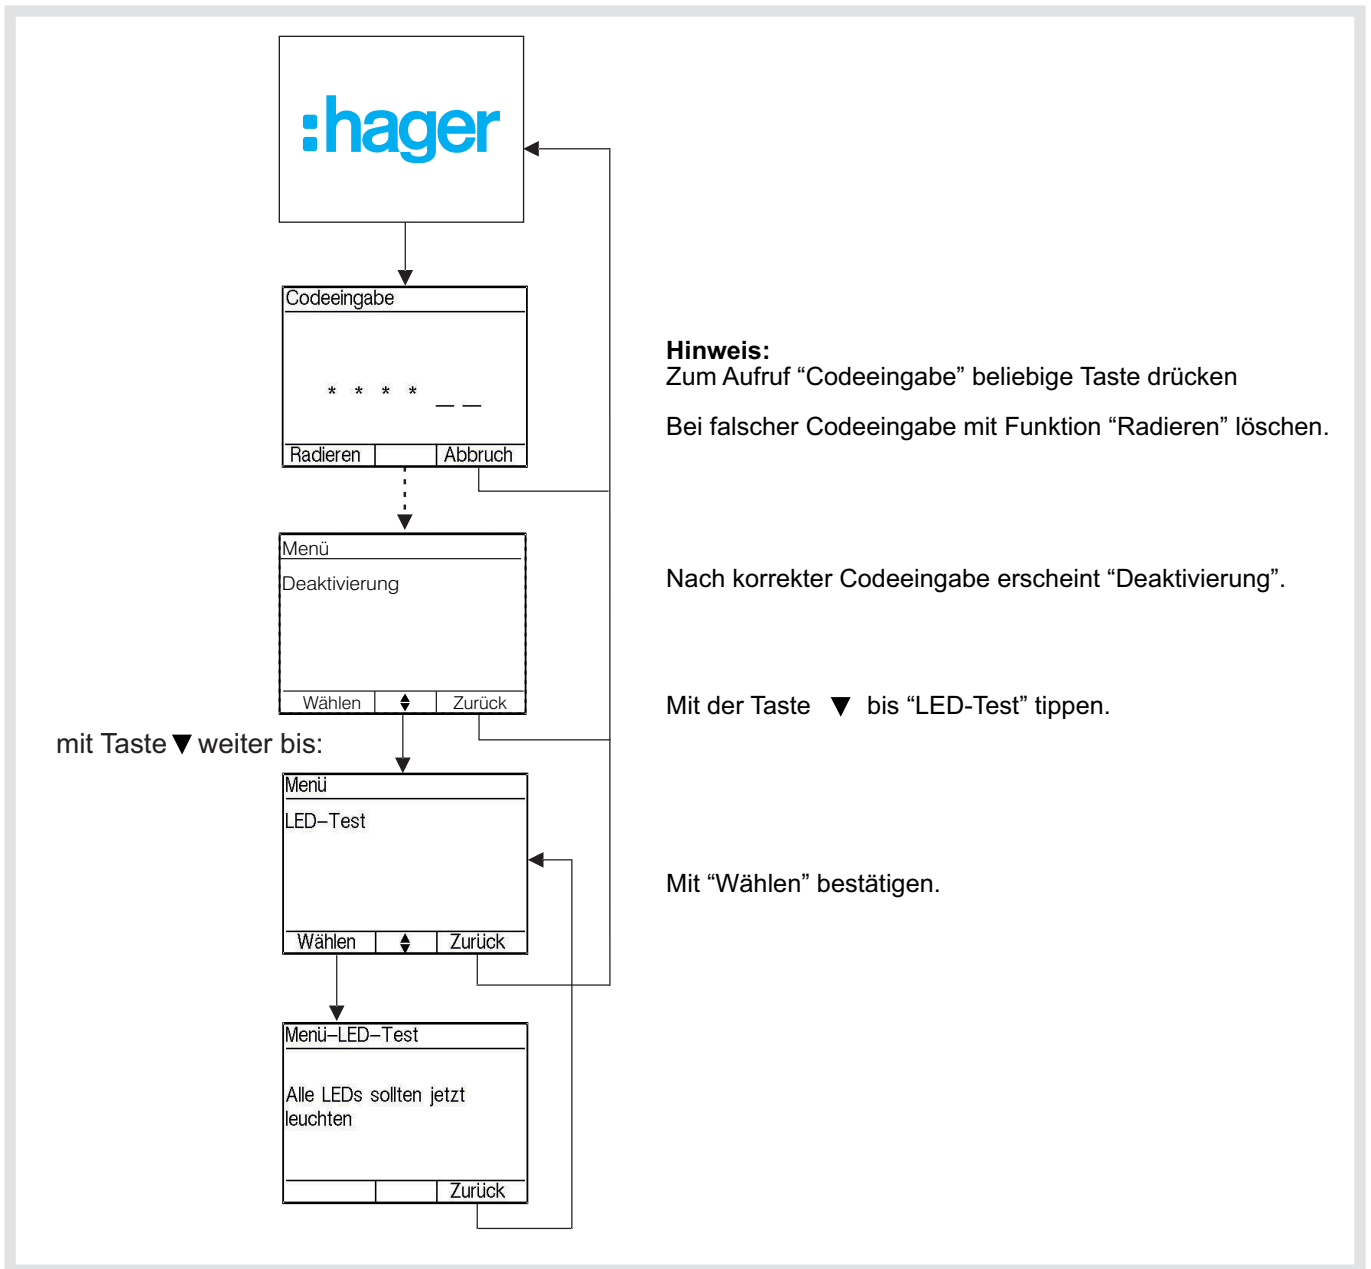 :hager
Codeeingabe
* * * * _ _
Radieren Abbruch
Hinweis:
Zum Aufruf “Codeeingabe” beliebige Taste drücken
Bei falscher Codeeingabe mit Funktion “Radieren” löschen.
Menü
Deaktivierung
Wählen Zurück
Nach korrekter Codeeingabe erscheint “Deaktivierung”.
Mit der Taste ▼ bis “LED-Test” tippen.
mit Taste ▼ weiter bis:
Menü
LED-Test
Wählen Zurück
Mit “Wählen” bestätigen.
Menü-LED-Test
Alle LEDs sollten jetzt
leuchten
Zurück